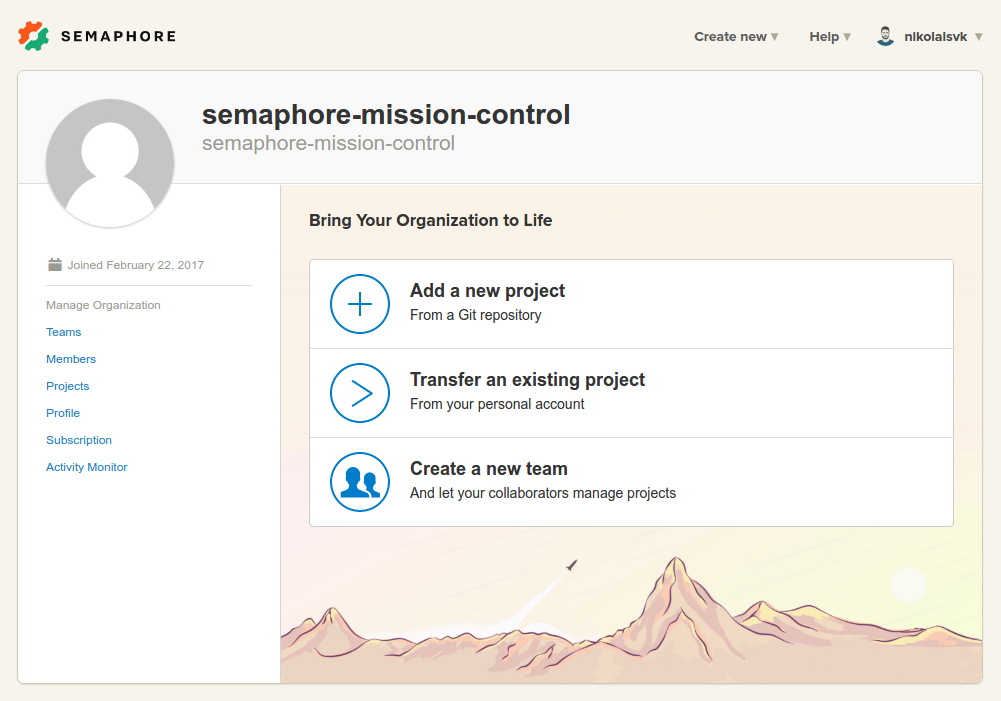 SEMAPHORE
Create new ▾ Help ▾ nikolaisvk ▾
semaphore-mission-control
semaphore-mission-control
Joined February 22, 2017
Manage Organization
Teams
Members
Projects
Profile
Subscription
Activity Monitor
Bring Your Organization to Life
Add a new project
From a Git repository
Transfer an existing project
From your personal account
Create a new team
And let your collaborators manage projects